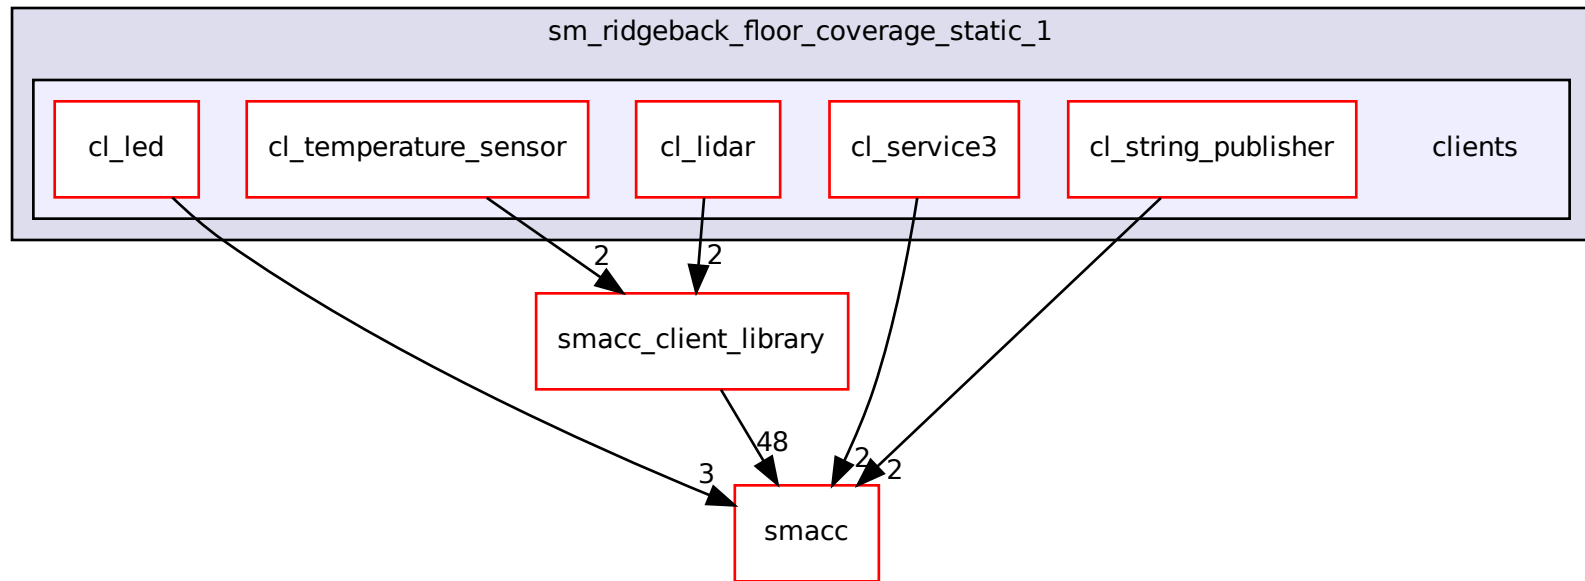 sm_ridgeback_floor_coverage_static_1
cl_led
cl_temperature_sensor
cl_lidar
cl_service3
cl_string_publisher
clients
2
2
smacc_client_library
48
2
2
3
smacc